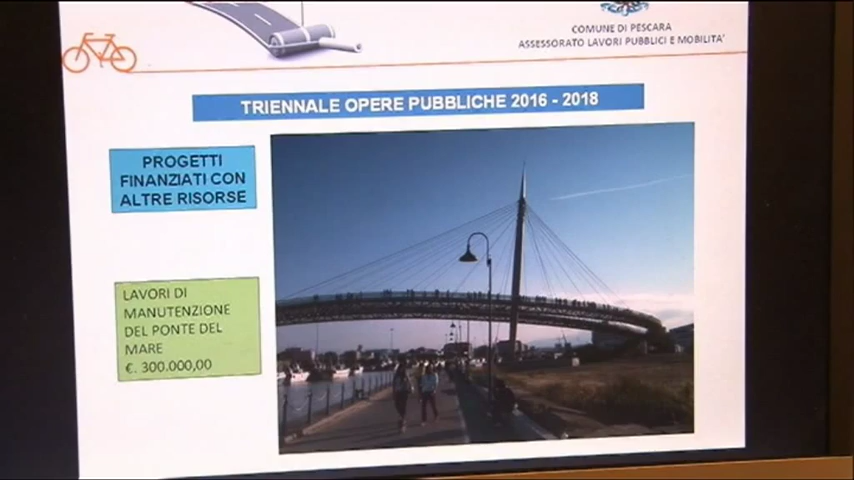 COMUNE DI PESCARA
ASSESSORATO LAVORI PUBBLICI E MOBILITA'
TRIENNALE OPERE PUBBLICHE 2016 - 2018
PROGETTI
FINANZIATI CON
ALTRE RISORSE
LAVORI DI
MANUTENZIONE
DEL PONTE DEL
MARE
€. 300.000,00